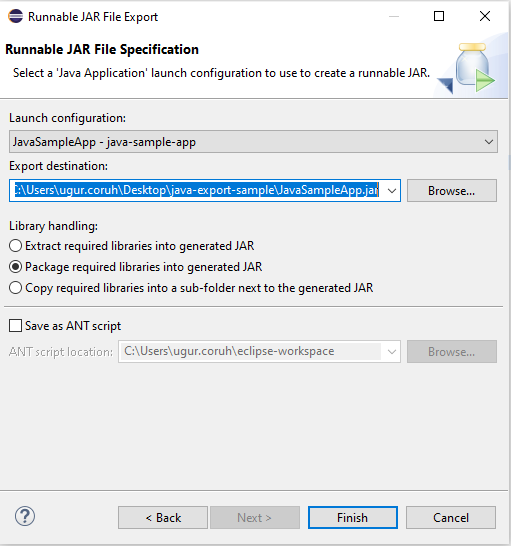 Runnable JAR File Export
Runnable JAR File Specification
Select a 'Java Application' launch configuration to use to create a runnable JAR.
Launch configuration:
JavaSampleApp - java-sample-app
Export destination:
:\Users\ugur.coruh\Desktop\java-export-sample\JavaSampleApp.jar
Browse...
Library handling:
Extract required libraries into generated JAR
Package required libraries into generated JAR
Copy required libraries into a sub-folder next to the generated JAR
Save as ANT script
ANT script location:
C:\Users\ugur.coruh\eclipse-workspace
Browse...
?
< Back
Next >
Finish
Cancel